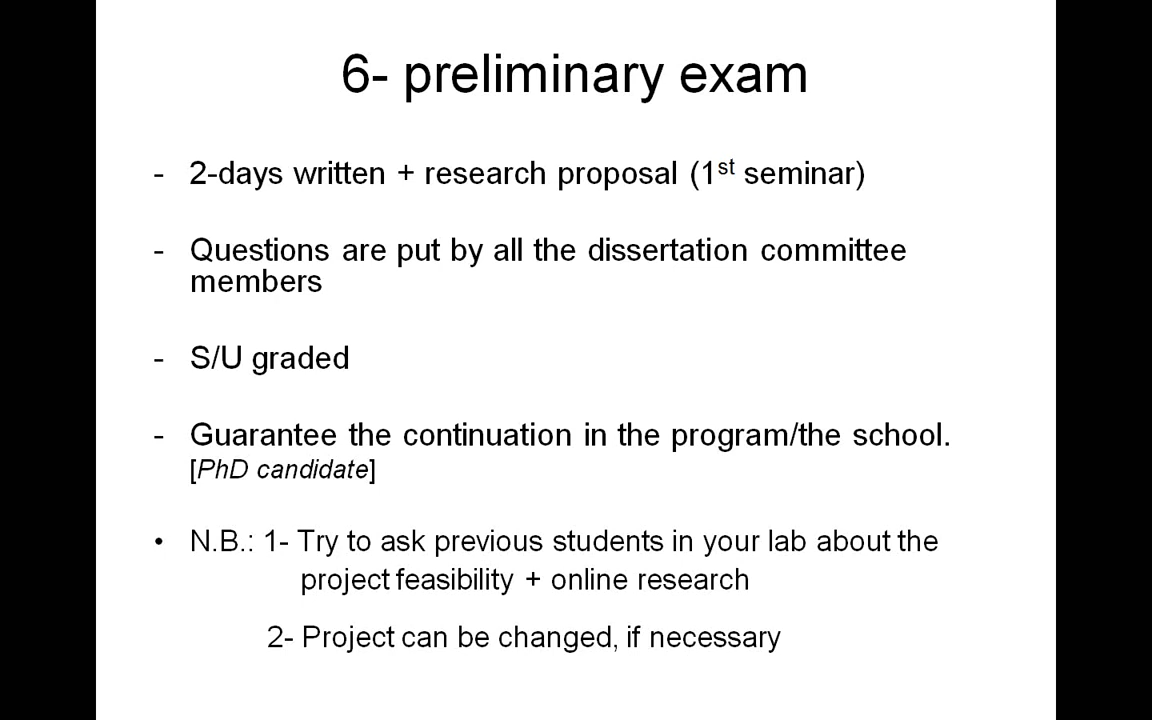 6- preliminary exam
- 2-days written + research proposal (1st seminar)
- Questions are put by all the dissertation committee
members
- S/U graded
- Guarantee the continuation in the program/the school.
[PhD candidate]
• N.B.: 1- Try to ask previous students in your lab about the
project feasibility + online research
2- Project can be changed, if necessary